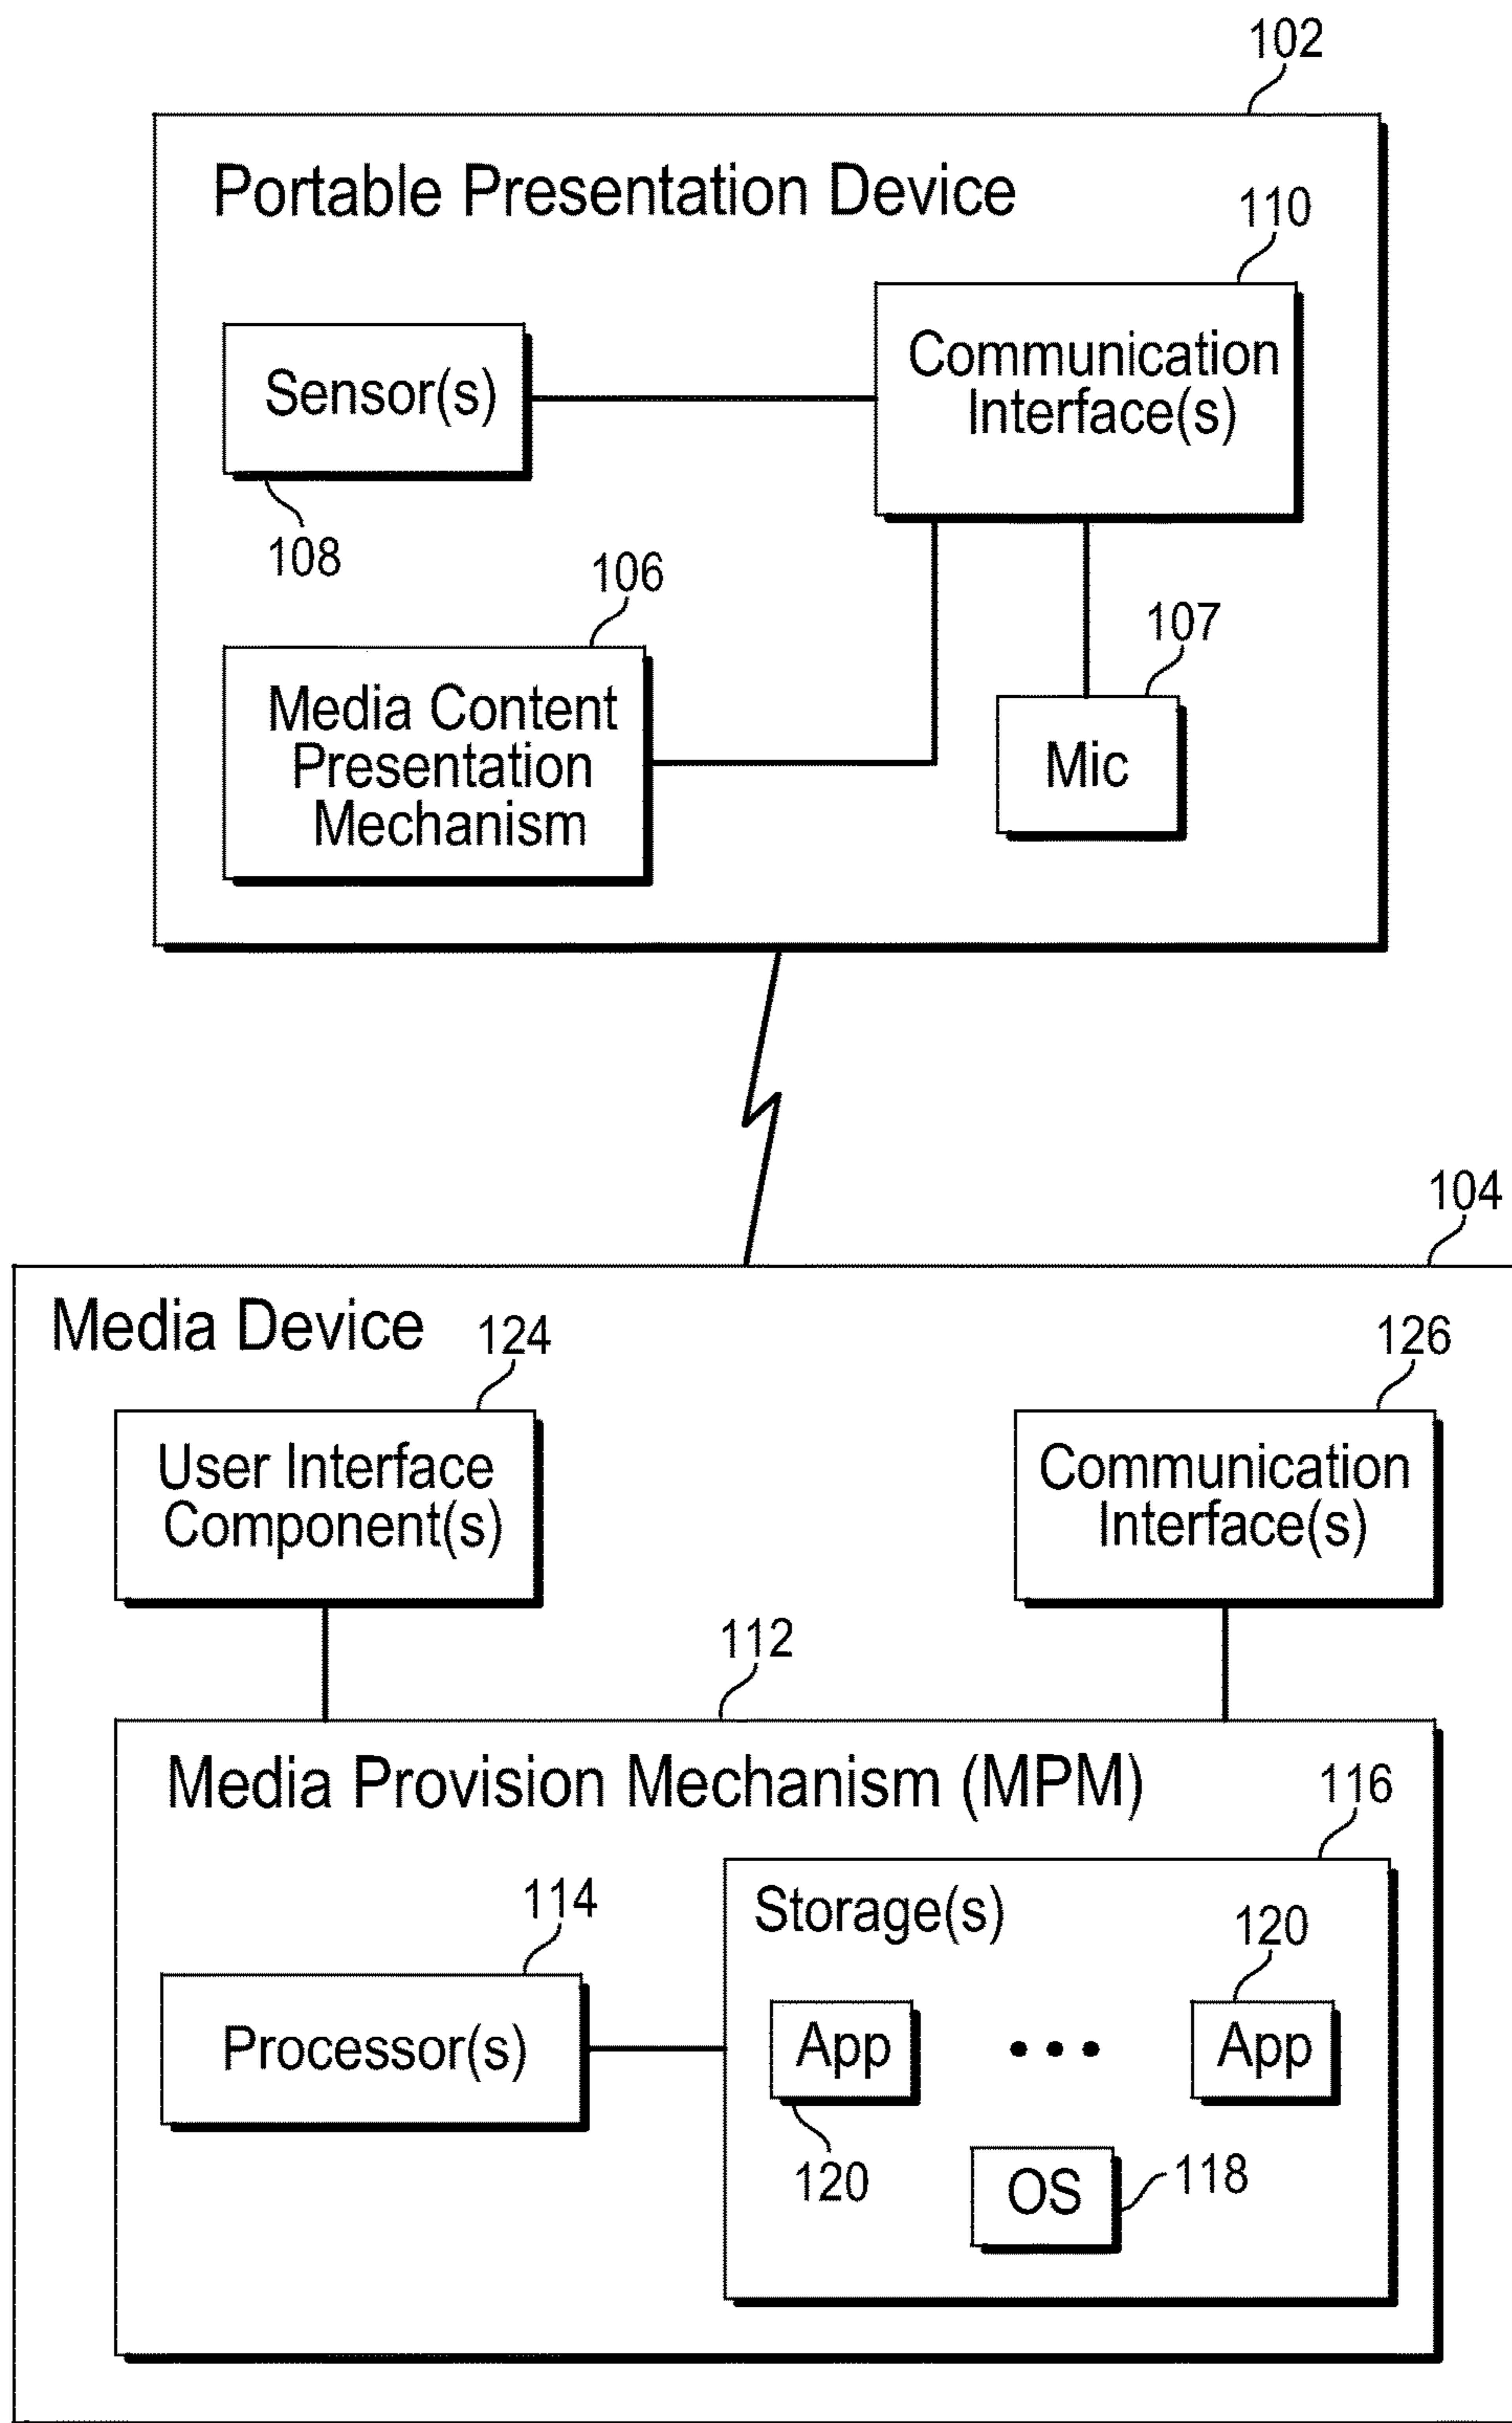 102
Portable Presentation Device
110
Sensor(s)
Communication
Interface(s)
108
106
107
Media Content
Presentation
Mechanism
Mic
104
Media Device
124
126
User Interface
Component(s)
Communication
Interface(s)
112
Media Provision Mechanism (MPM)
116
114
Storage(s)
120
Processor(s)
App
• • •
App
120
OS
118